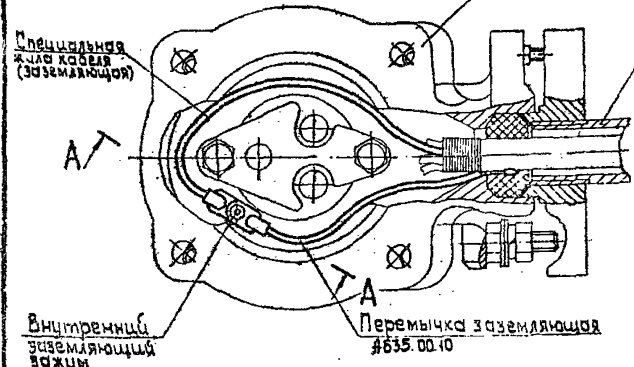 Специальная
жила кабеля
(заземляющая)
А
А
Внутренний
заземляющий
зажим
Перемычка заземляющая
А635.00.10